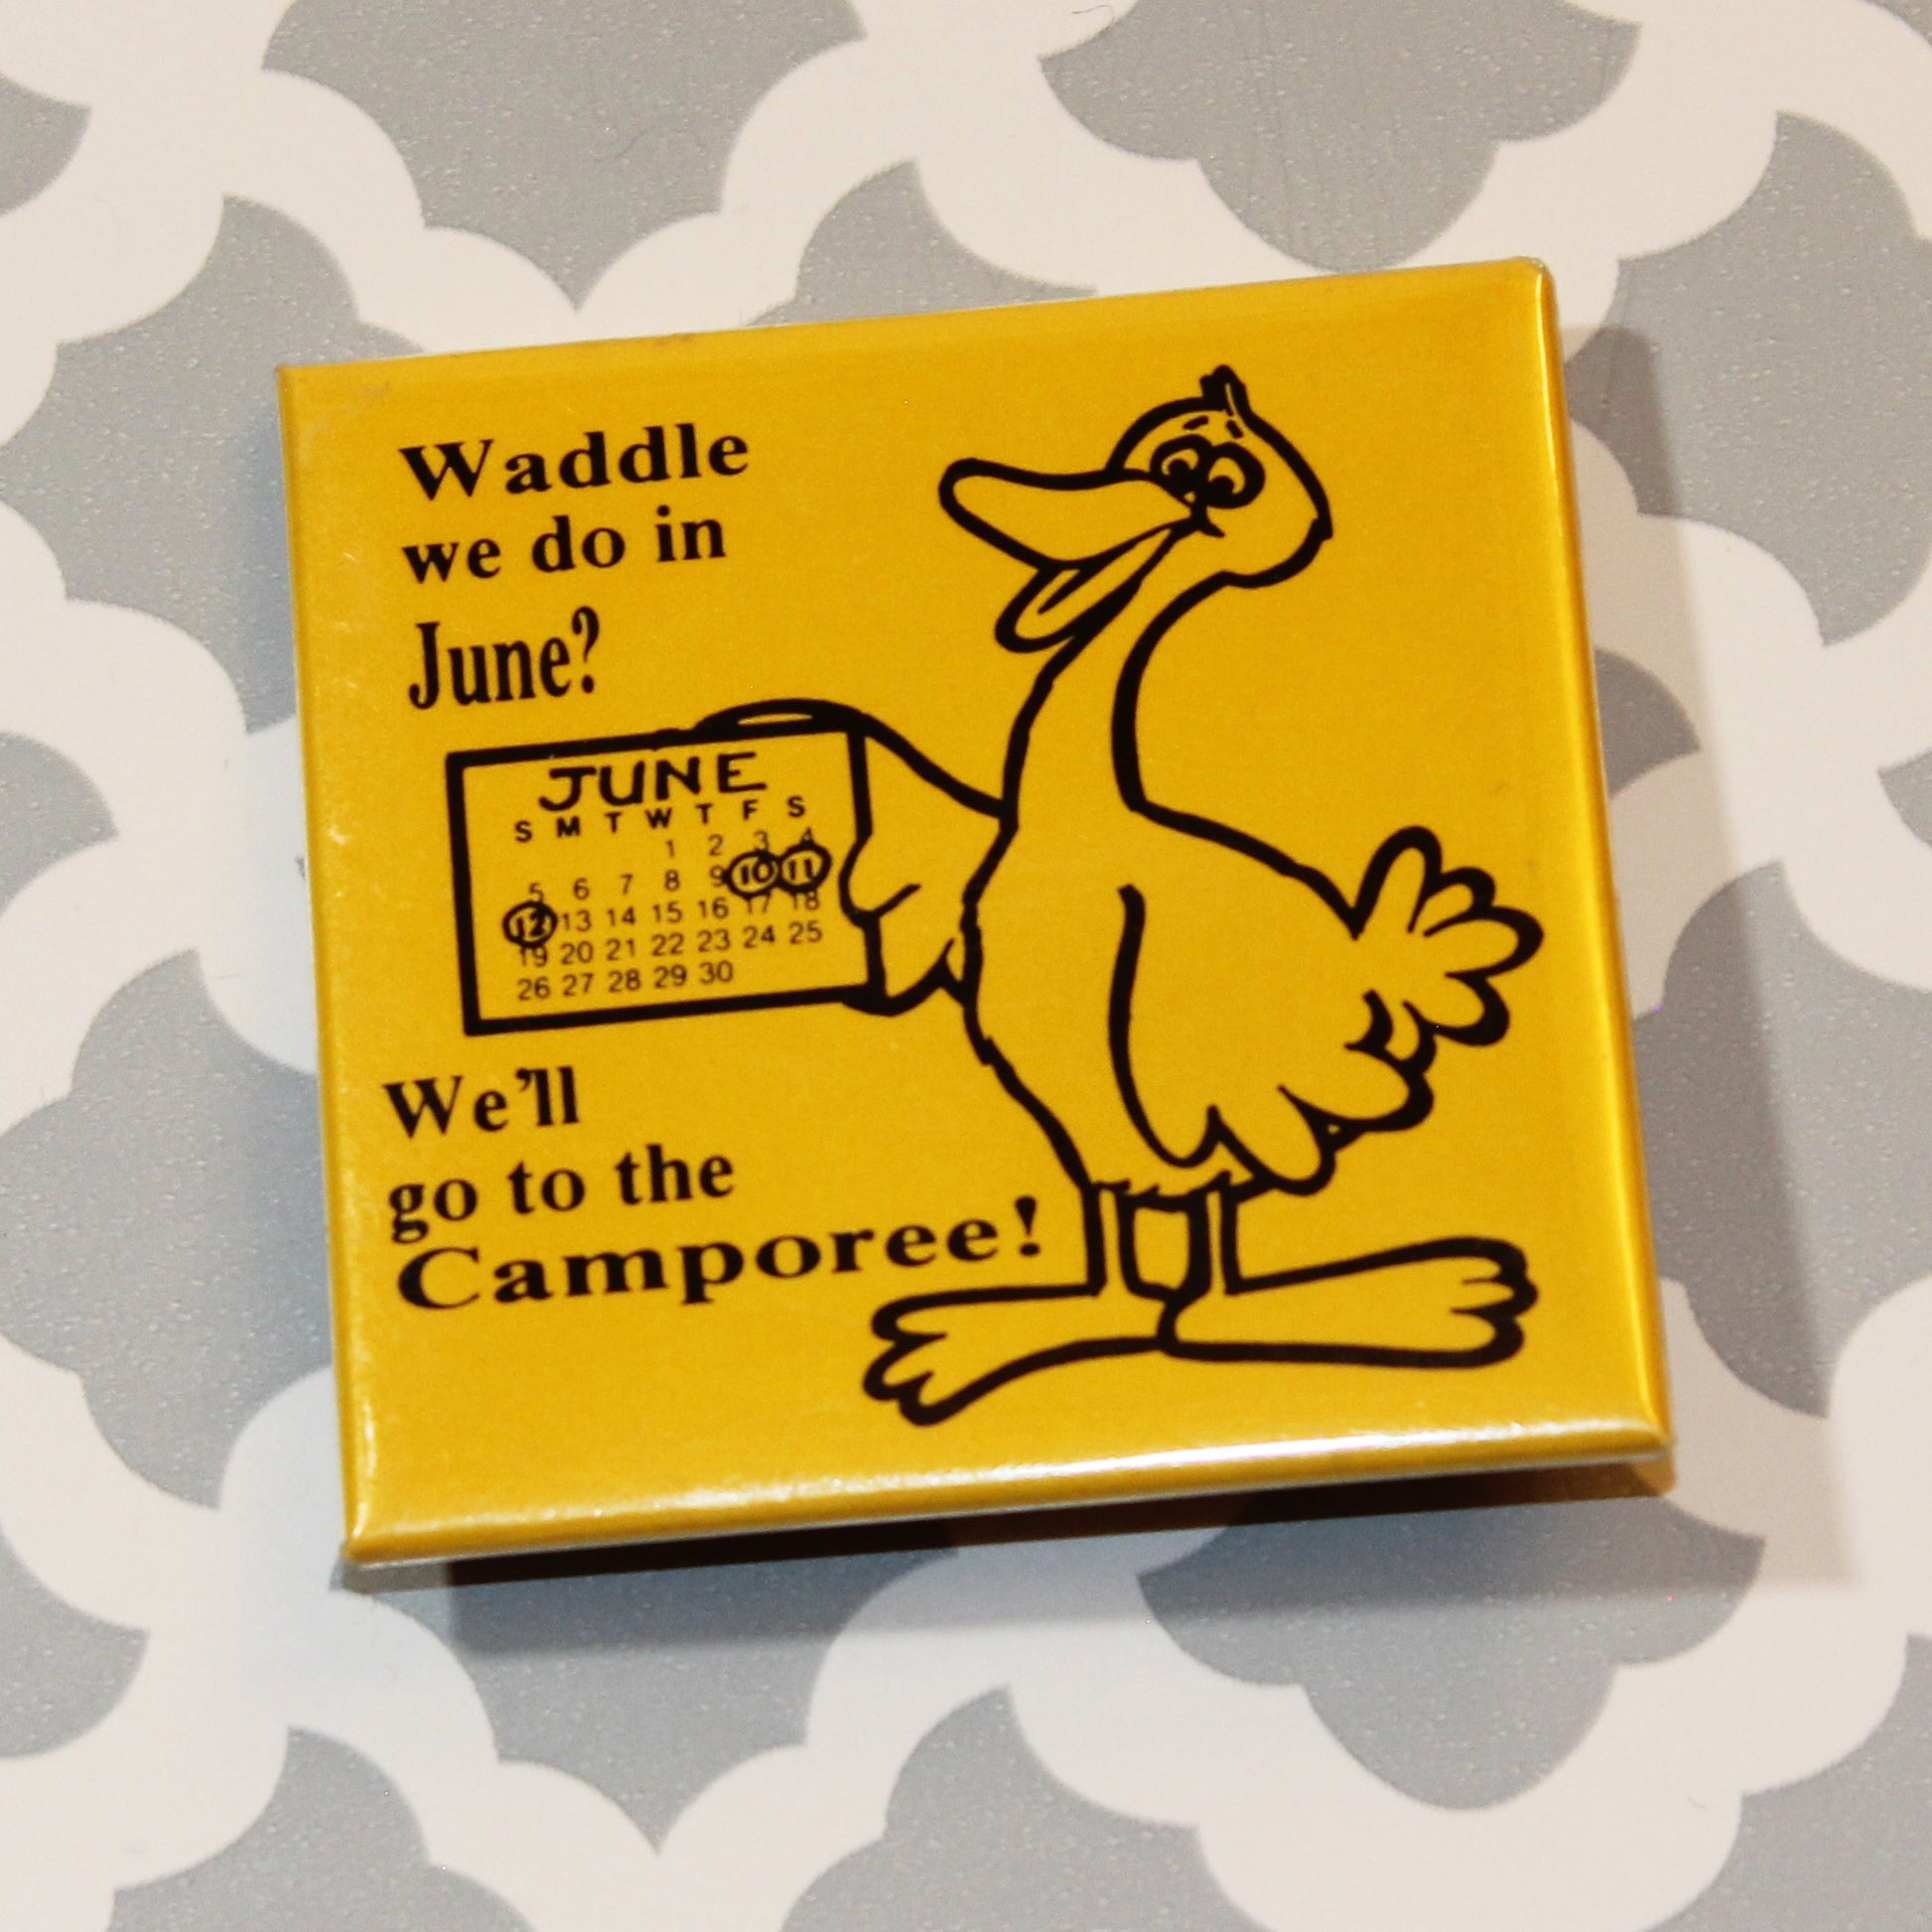 Waddle
we do in
June?
JUNE
S M T W T F S
1 2 3 4
5 6 7 8 9 10 11
12 13 14 15 16 17 18
19 20 21 22 23 24 25
26 27 28 29 30
We'll
go to the
Camporee!